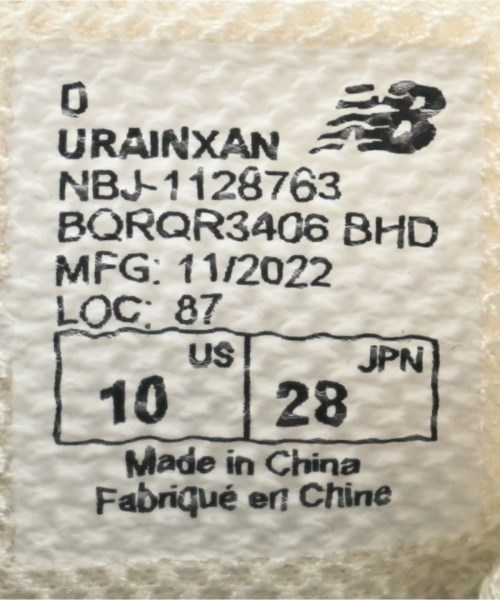 D
URAINXAN
NBJ-1128763
BQRQR3406 BHD
MFG: 11/2022
LOC: 87
US JPN
10 28
Made in China
Fabriqué en Chine